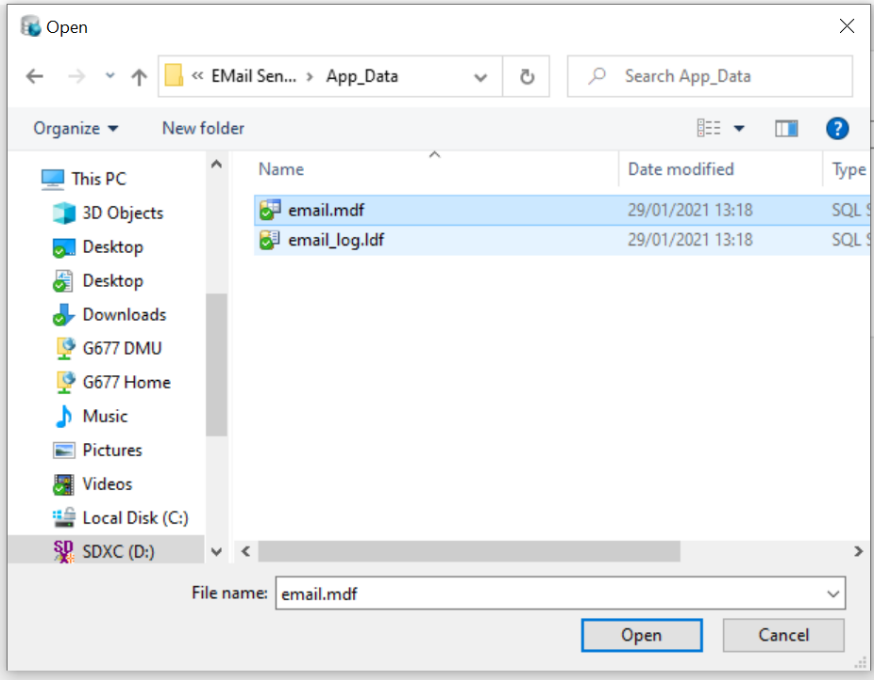 Open
« EMail Sen... › App_Data
Search App_Data
Organize
New folder
Name
Date modified
Type
This PC
3D Objects
Desktop
Desktop
Downloads
G677 DMU
G677 Home
Music
Pictures
Videos
Local Disk (C:)
SDXC (D:)
email.mdf 29/01/2021 13:18 SQL S
email_log.ldf 29/01/2021 13:18 SQL S
File name: email.mdf
Open
Cancel